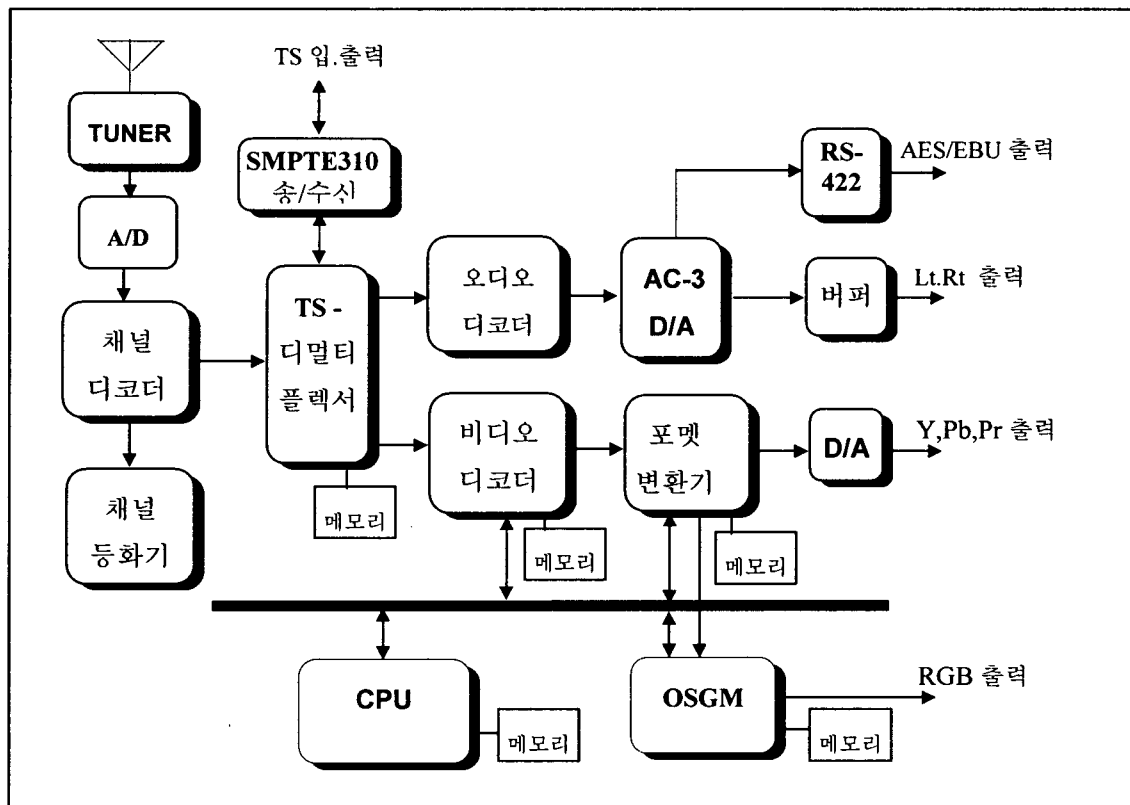 TS 입.출력
TUNER
SMPTE310
송/수신
RS-
422
AES/EBU 출력
A/D
TS -
디멀티
플렉서
오디오
디코더
AC-3
D/A
버퍼
Lt.Rt 출력
채널
디코더
비디오
디코더
포멧
변환기
D/A
Y,Pb,Pr 출력
채널
등화기
메모리
메모리
메모리
CPU
메모리
OSGM
메모리
RGB 출력